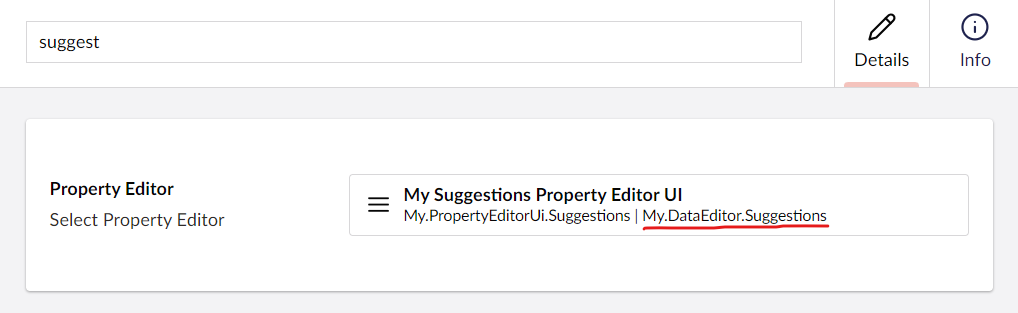 suggest
Details
Info
Property Editor
Select Property Editor
My Suggestions Property Editor UI
My.PropertyEditorUi.Suggestions | My.DataEditor.Suggestions